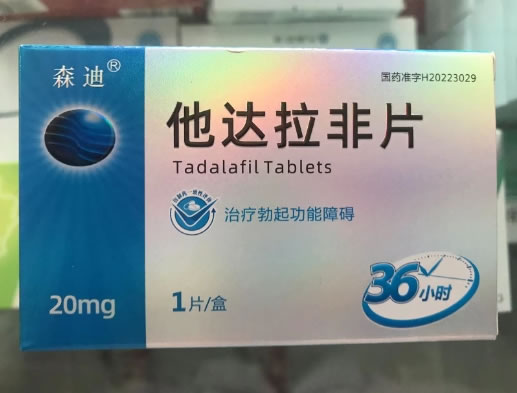 森迪®
国药准字H20223029
他达拉非片
Tadalafil Tablets
治疗勃起功能障碍
20mg
1片/盒
36小时